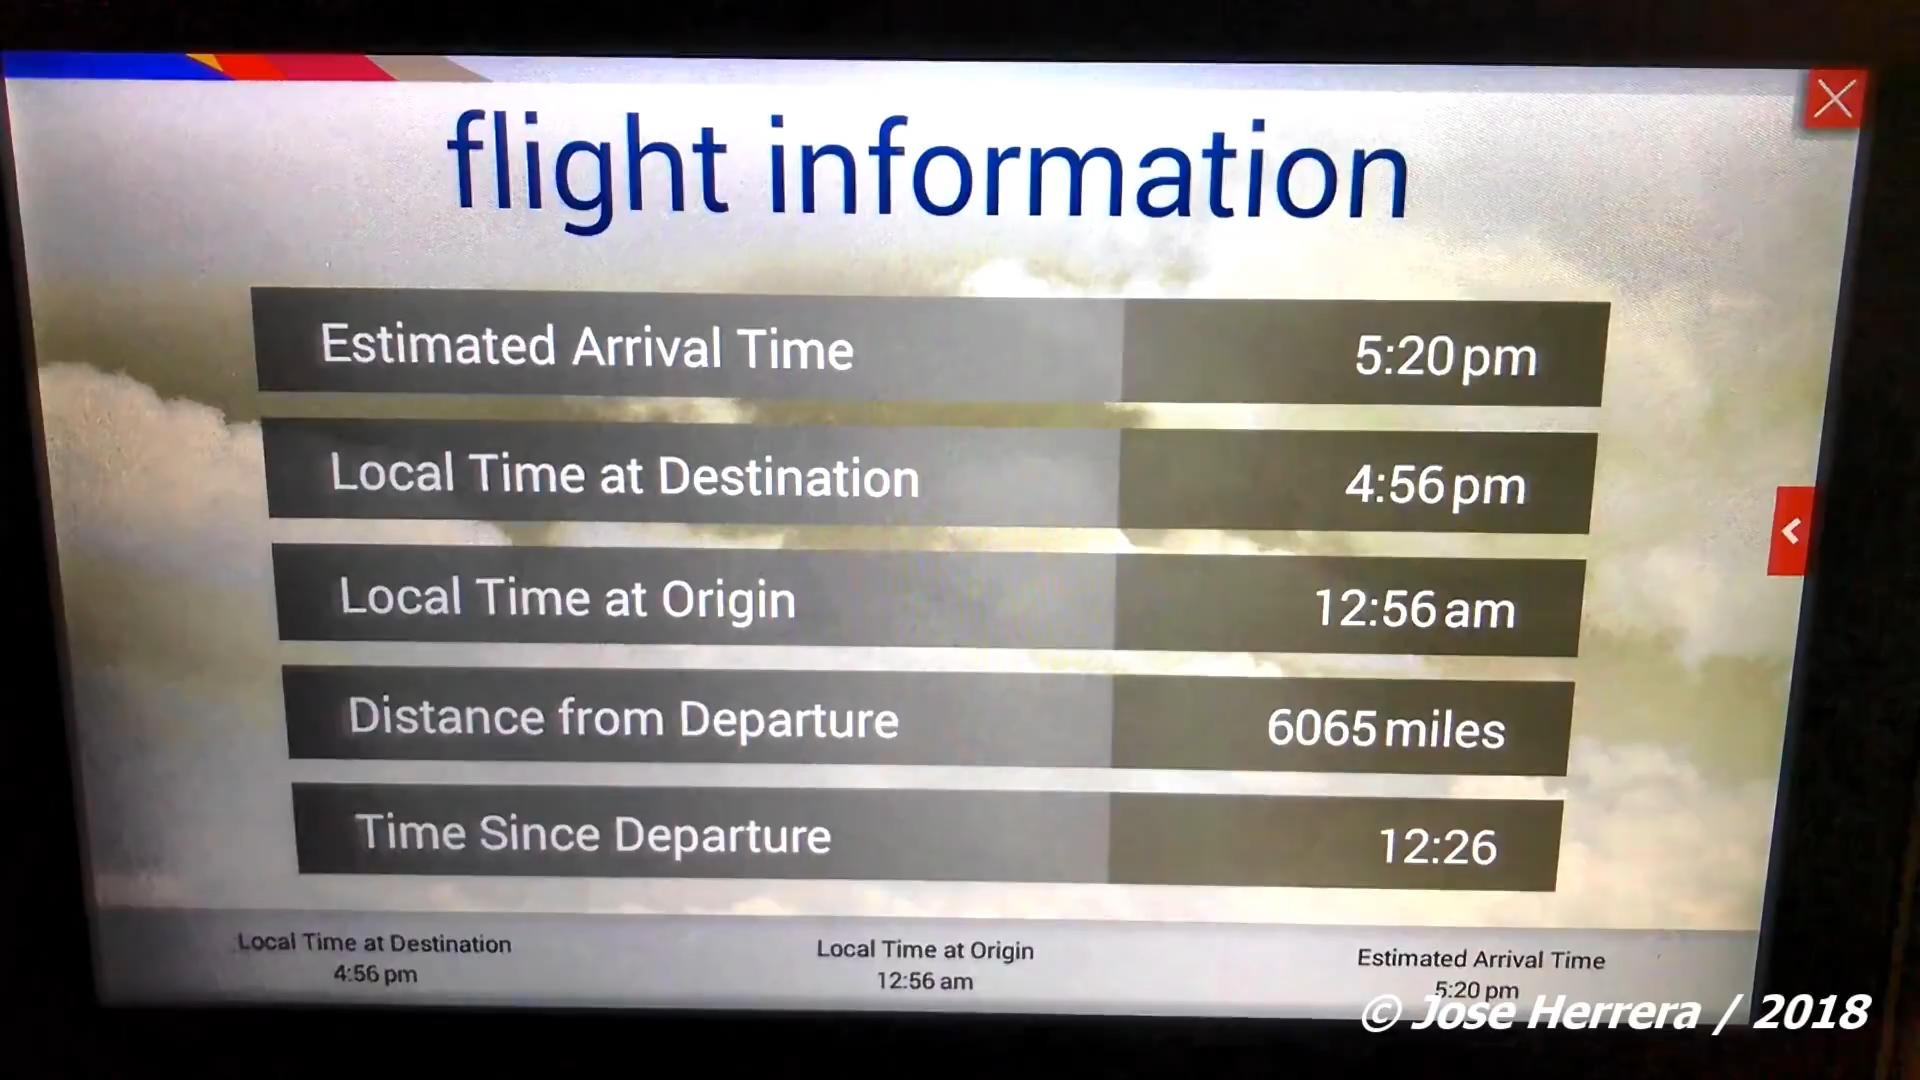 flight information
Estimated Arrival Time 5:20 pm
Local Time at Destination 4:56 pm
Local Time at Origin 12:56 am
Distance from Departure 6065 miles
Time Since Departure 12:26
Local Time at Destination
4:56 pm
Local Time at Origin
12:56 am
Estimated Arrival Time
5:20 pm
© Jose Herrera / 2018